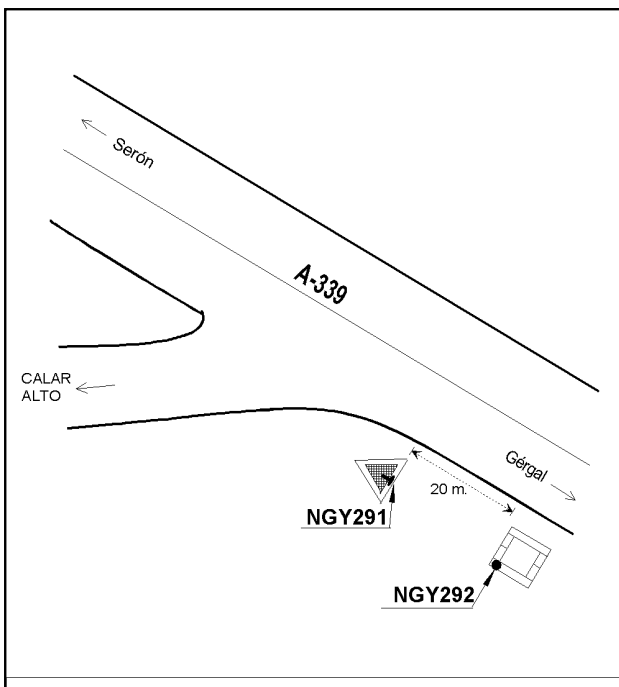 Serón
A-339
CALAR
ALTO
Gérgal
20 m.
NGY291
NGY292